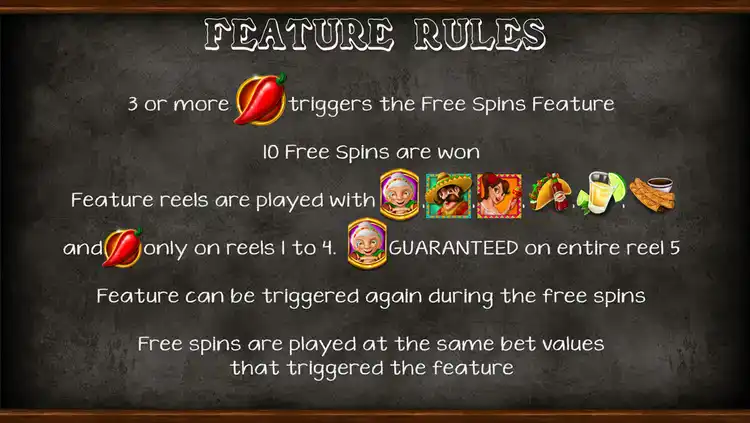 FEATURE RULES
3 or more triggers the Free Spins Feature
10 Free Spins are won
Feature reels are played with , , , , ,
and only on reels 1 to 4. GUARANTEED on entire reel 5
Feature can be triggered again during the free spins
Free spins are played at the same bet values
that triggered the feature